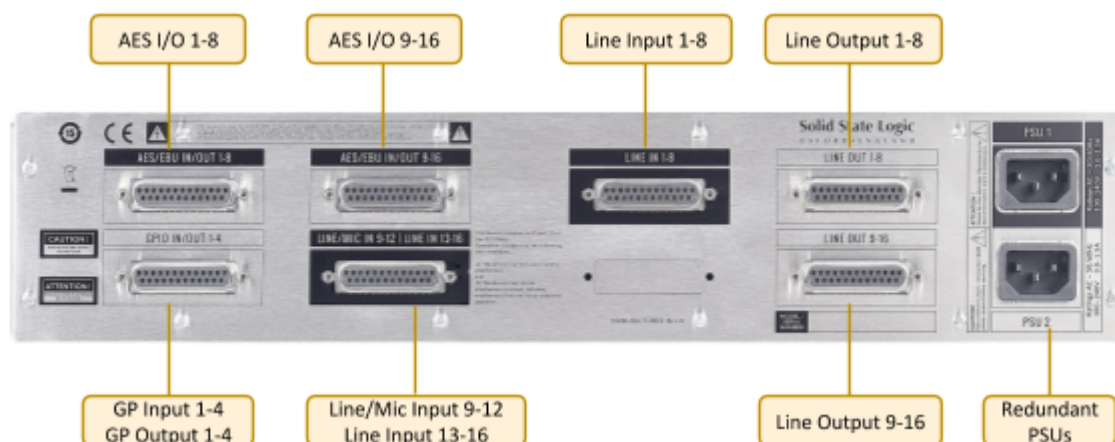 AES I/O 1-8
AES I/O 9-16
Line Input 1-8
Line Output 1-8
CE
Solid State Logic
OXFORD • ENGLAND
PSU 1
AES/EBU IN/OUT 1-8
AES/EBU IN/OUT 9-16
LINE IN 1-8
LINE OUT 1-8
GPIO IN/OUT 1-4
LINE/MIC IN 9-12 | LINE IN 13-16
LINE OUT 9-16
CAUTION!
ATTENTION!
PSU 2
GP Input 1-4
GP Output 1-4
Line/Mic Input 9-12
Line Input 13-16
Line Output 9-16
Redundant
PSUs